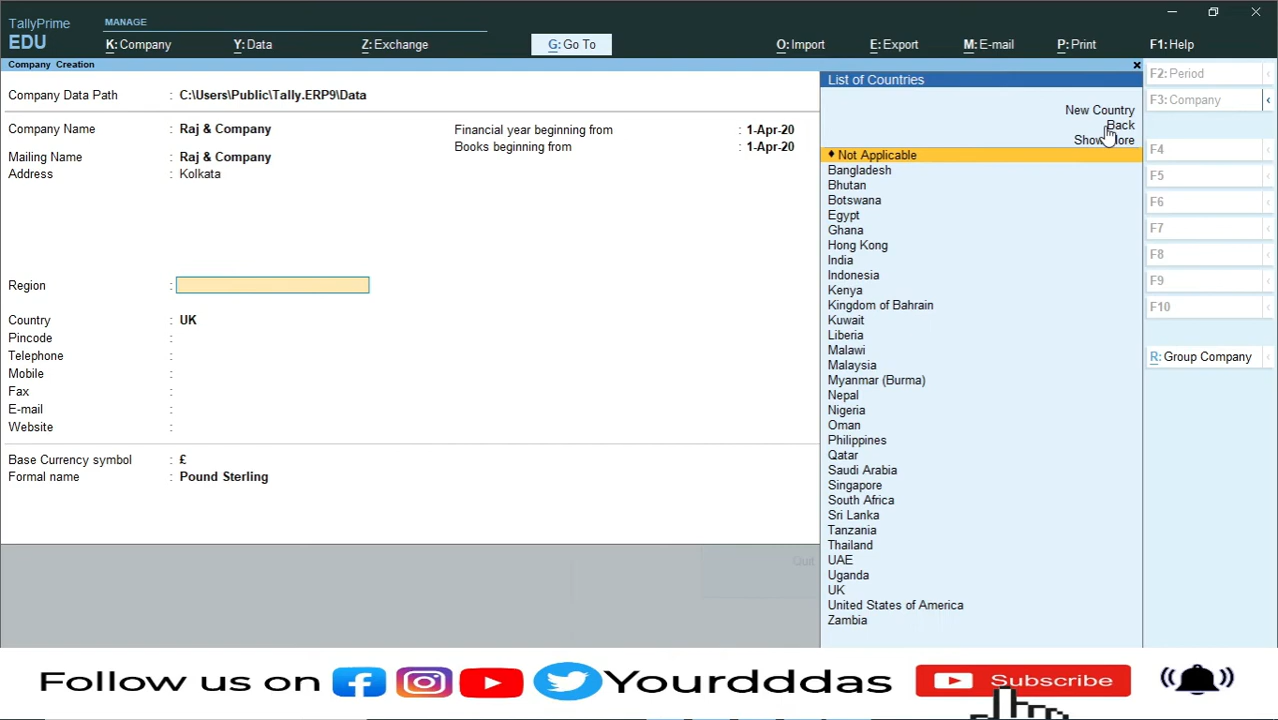 TallyPrime
EDU
MANAGE
K: Company
Y: Data
Z: Exchange
G: Go To
O: Import
E: Export
M: E-mail
P: Print
F1: Help
Company Creation
Company Data Path : C:\Users\Public\Tally.ERP9\Data
Company Name : Raj & Company
Financial year beginning from : 1-Apr-20
Books beginning from : 1-Apr-20
Mailing Name : Raj & Company
Address : Kolkata
Region :
Country : UK
Pincode :
Telephone :
Mobile :
Fax :
E-mail :
Website :
Base Currency symbol : £
Formal name : Pound Sterling
Quit
List of Countries
New Country
Back
♦ Not Applicable
Bangladesh
Bhutan
Botswana
Egypt
Ghana
Hong Kong
India
Indonesia
Kenya
Kingdom of Bahrain
Kuwait
Liberia
Malawi
Malaysia
Myanmar (Burma)
Nepal
Nigeria
Oman
Philippines
Qatar
Saudi Arabia
Singapore
South Africa
Sri Lanka
Tanzania
Thailand
UAE
Uganda
UK
United States of America
Zambia
F2: Period
F3: Company
F4
F5
F6
F7
F8
F9
F10
R: Group Company
Follow us on Yourdddas Subscribe